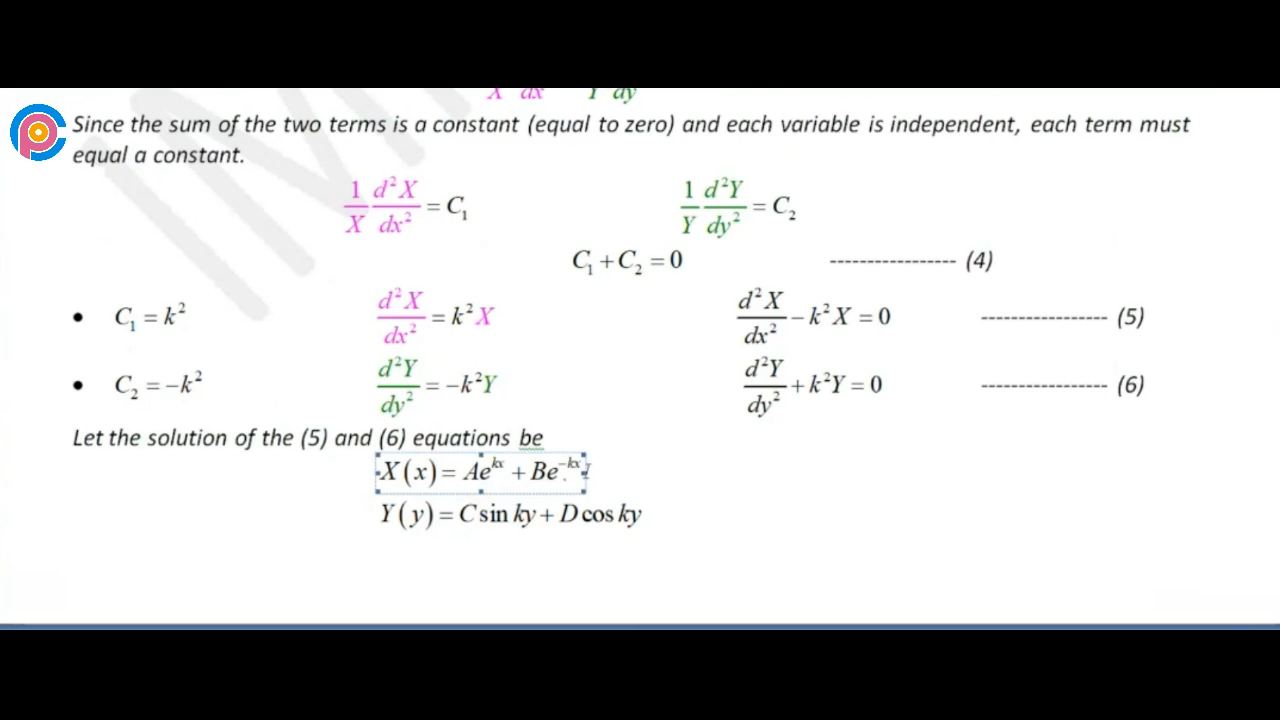 X dx Y dy
Since the sum of the two terms is a constant (equal to zero) and each variable is independent, each term must
equal a constant.
1/X d²X/dx² = C₁ 1/Y d²Y/dy² = C₂
C₁ + C₂ = 0 ----------------- (4)
• C₁ = k² d²X/dx² = k²X d²X/dx² − k²X = 0 ----------------- (5)
• C₂ = −k² d²Y/dy² = −k²Y d²Y/dy² + k²Y = 0 ----------------- (6)
Let the solution of the (5) and (6) equations be
X(x) = Ae^{kx} + Be^{−kx}
Y(y) = C sin ky + D cos ky